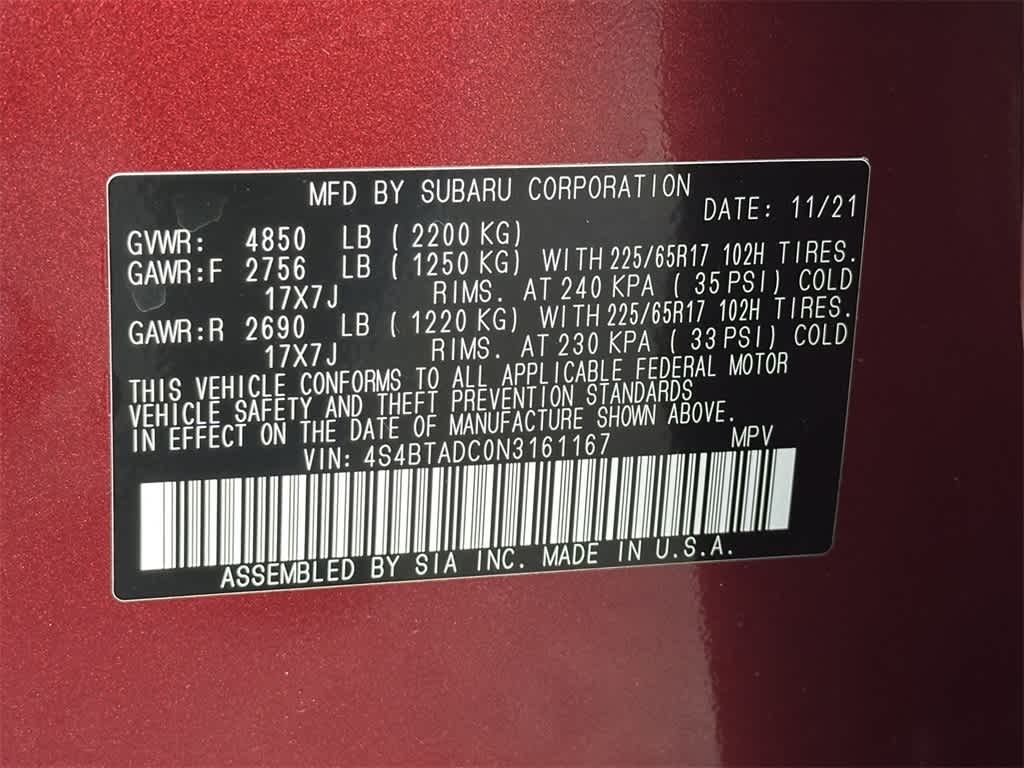 MFD BY SUBARU CORPORATION
DATE: 11/21
GVWR: 4850 LB ( 2200 KG)
GAWR:F 2756 LB ( 1250 KG) WITH 225/65R17 102H TIRES.
17X7J RIMS. AT 240 KPA ( 35 PSI) COLD
GAWR:R 2690 LB ( 1220 KG) WITH 225/65R17 102H TIRES.
17X7J RIMS. AT 230 KPA ( 33 PSI) COLD
THIS VEHICLE CONFORMS TO ALL APPLICABLE FEDERAL MOTOR
VEHICLE SAFETY AND THEFT PREVENTION STANDARDS
IN EFFECT ON THE DATE OF MANUFACTURE SHOWN ABOVE.
VIN: 4S4BTADC0N3161167 MPV
ASSEMBLED BY SIA INC. MADE IN U.S.A.